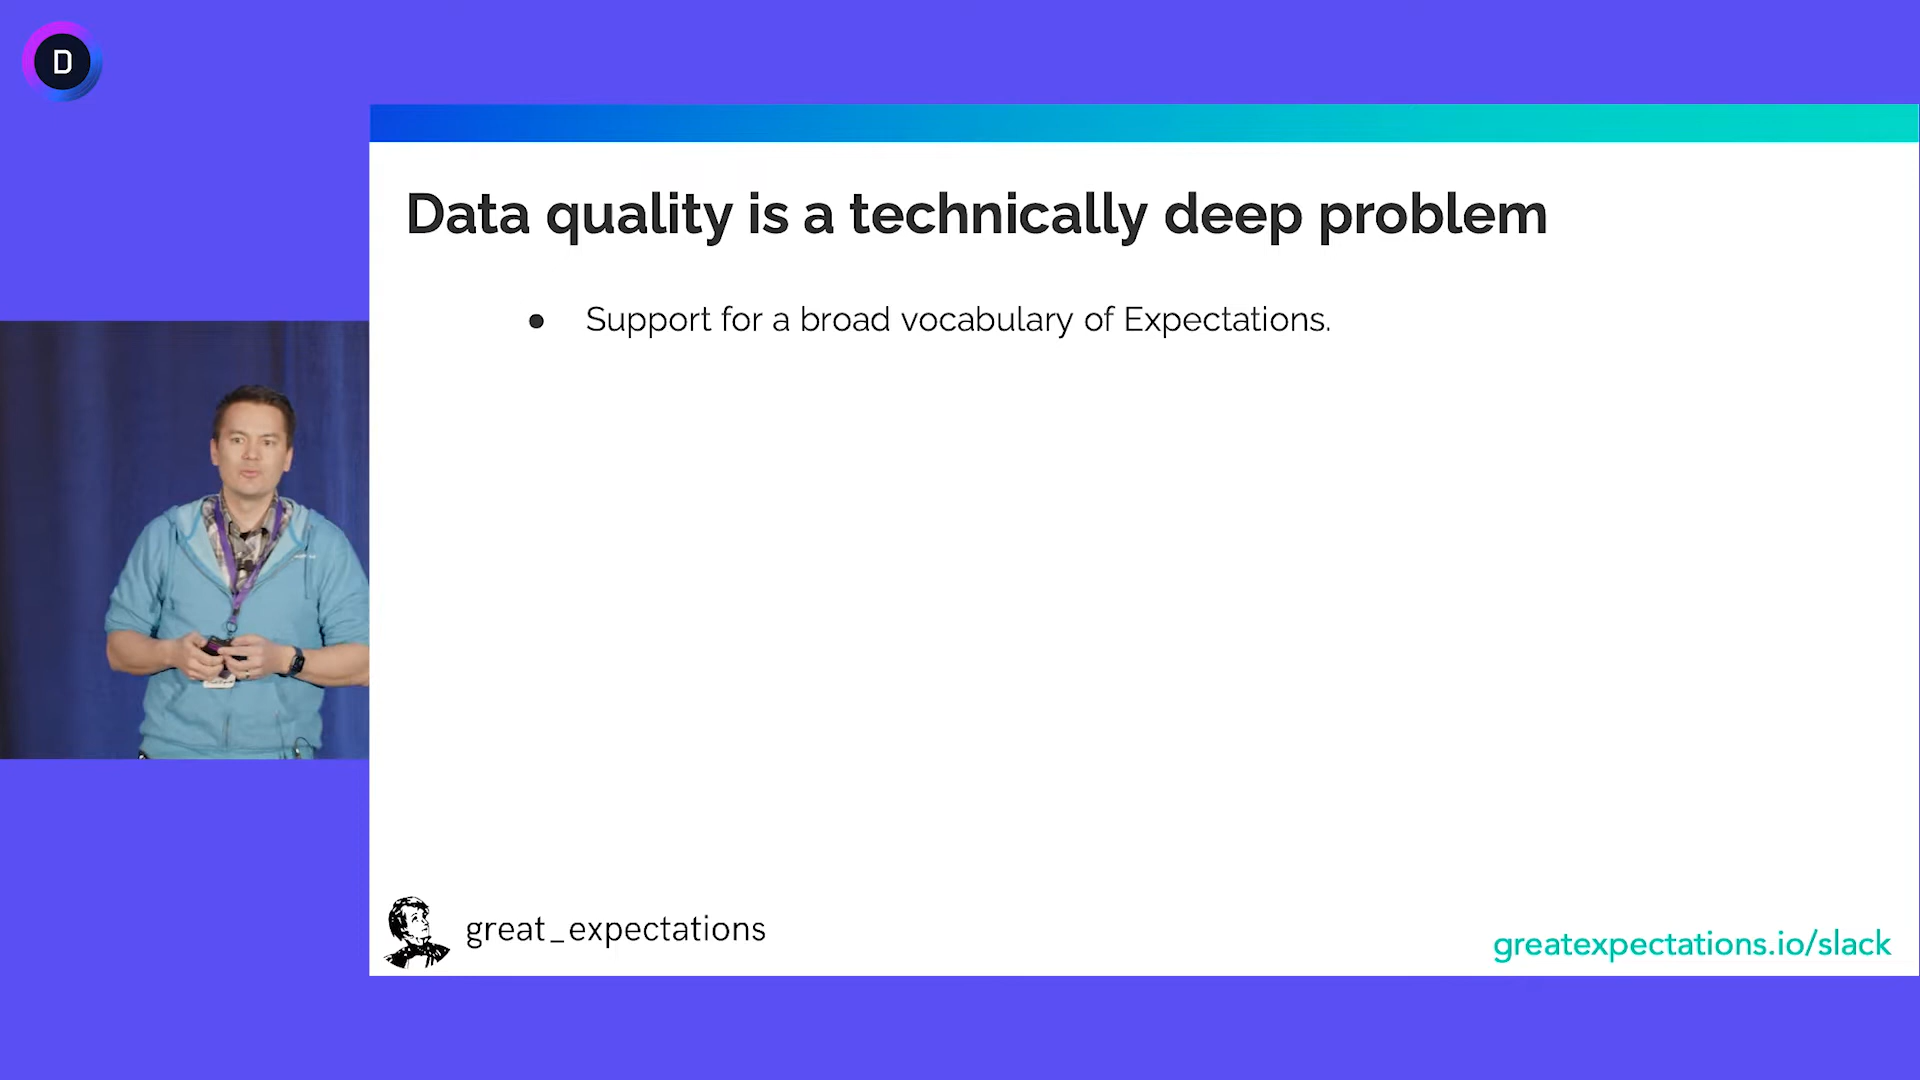 D
Data quality is a technically deep problem
● Support for a broad vocabulary of Expectations.
great_expectations
greatexpectations.io/slack